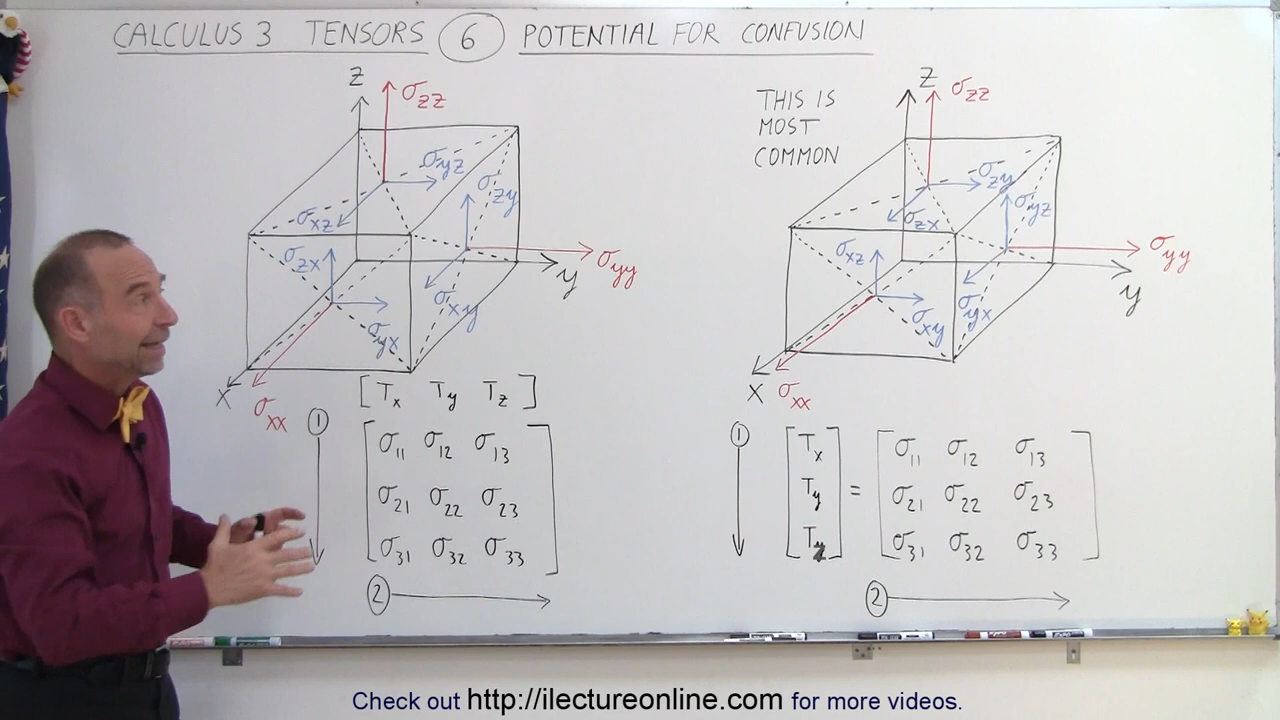 CALCULUS 3 TENSORS 6 POTENTIAL FOR CONFUSION
Z
σzz
σyz
σxz
σzy
σzx
σyy
y
σxy
σyx
X
σxx
THIS IS
MOST
COMMON
Z
σzz
σzy
σzx
σyz
σxz
σyy
y
σyx
σxy
X
σxx
[ Tx Ty Tz ]
1
σ11 σ12 σ13
σ21 σ22 σ23
σ31 σ32 σ33
2
1
Tx σ11 σ12 σ13
Ty = σ21 σ22 σ23
T σ31 σ32 σ33
2
Check out http://ilectureonline.com for more videos.